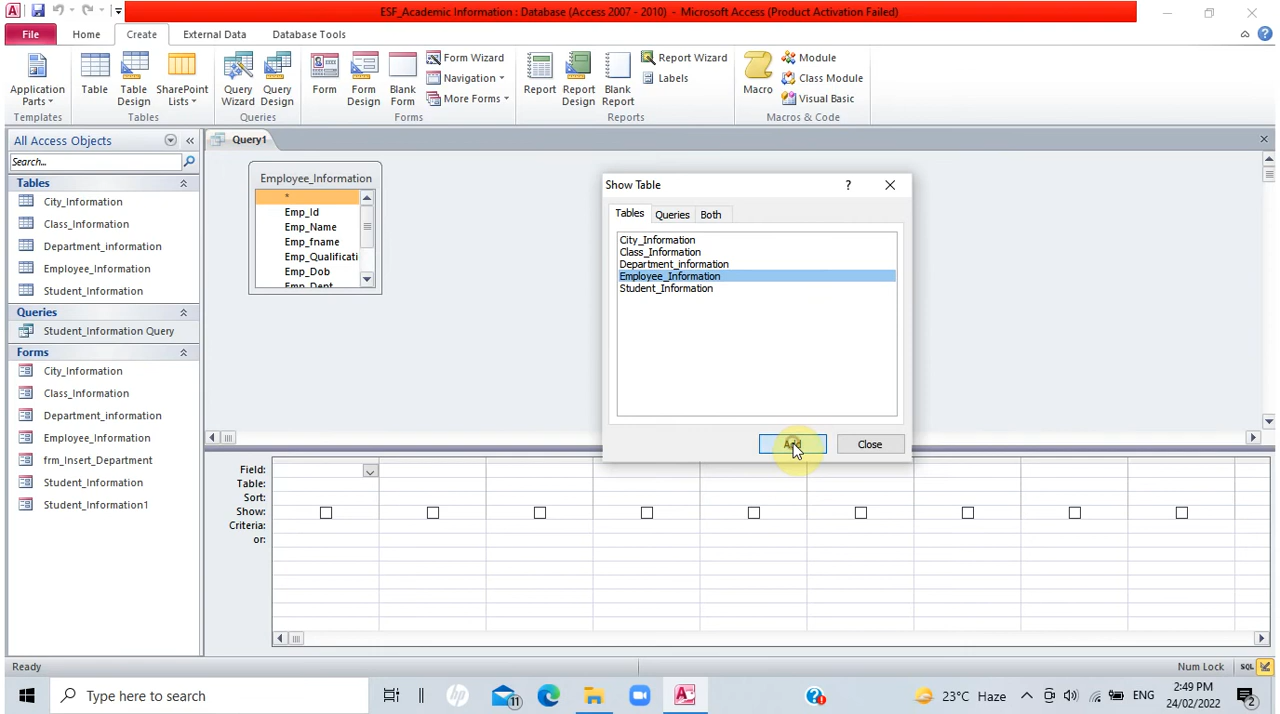 ESF_Academic Information : Database (Access 2007 - 2010) - Microsoft Access (Product Activation Failed)
File Home Create External Data Database Tools
Application Parts Table Table Design SharePoint Lists Query Wizard Query Design Form Form Design Blank Form Form Wizard Navigation More Forms Report Report Design Blank Report Report Wizard Labels Macro Module Class Module Visual Basic
Templates Tables Queries Forms Reports Macros & Code
All Access Objects
Search...
Tables
City_Information
Class_Information
Department_information
Employee_Information
Student_Information
Queries
Student_Information Query
Forms
City_Information
Class_Information
Department_information
Employee_Information
frm_Insert_Department
Student_Information
Student_Information1
Query1
Employee_Information
*
Emp_Id
Emp_Name
Emp_fname
Emp_Qualificati
Emp_Dob
Emp_Dept
Show Table
Tables Queries Both
City_Information
Class_Information
Department_information
Employee_Information
Student_Information
Add Close
Field:
Table:
Sort:
Show:
Criteria:
or:
Ready Num Lock SQL
Type here to search 11 23°C Haze ENG 2:49 PM 24/02/2022 2